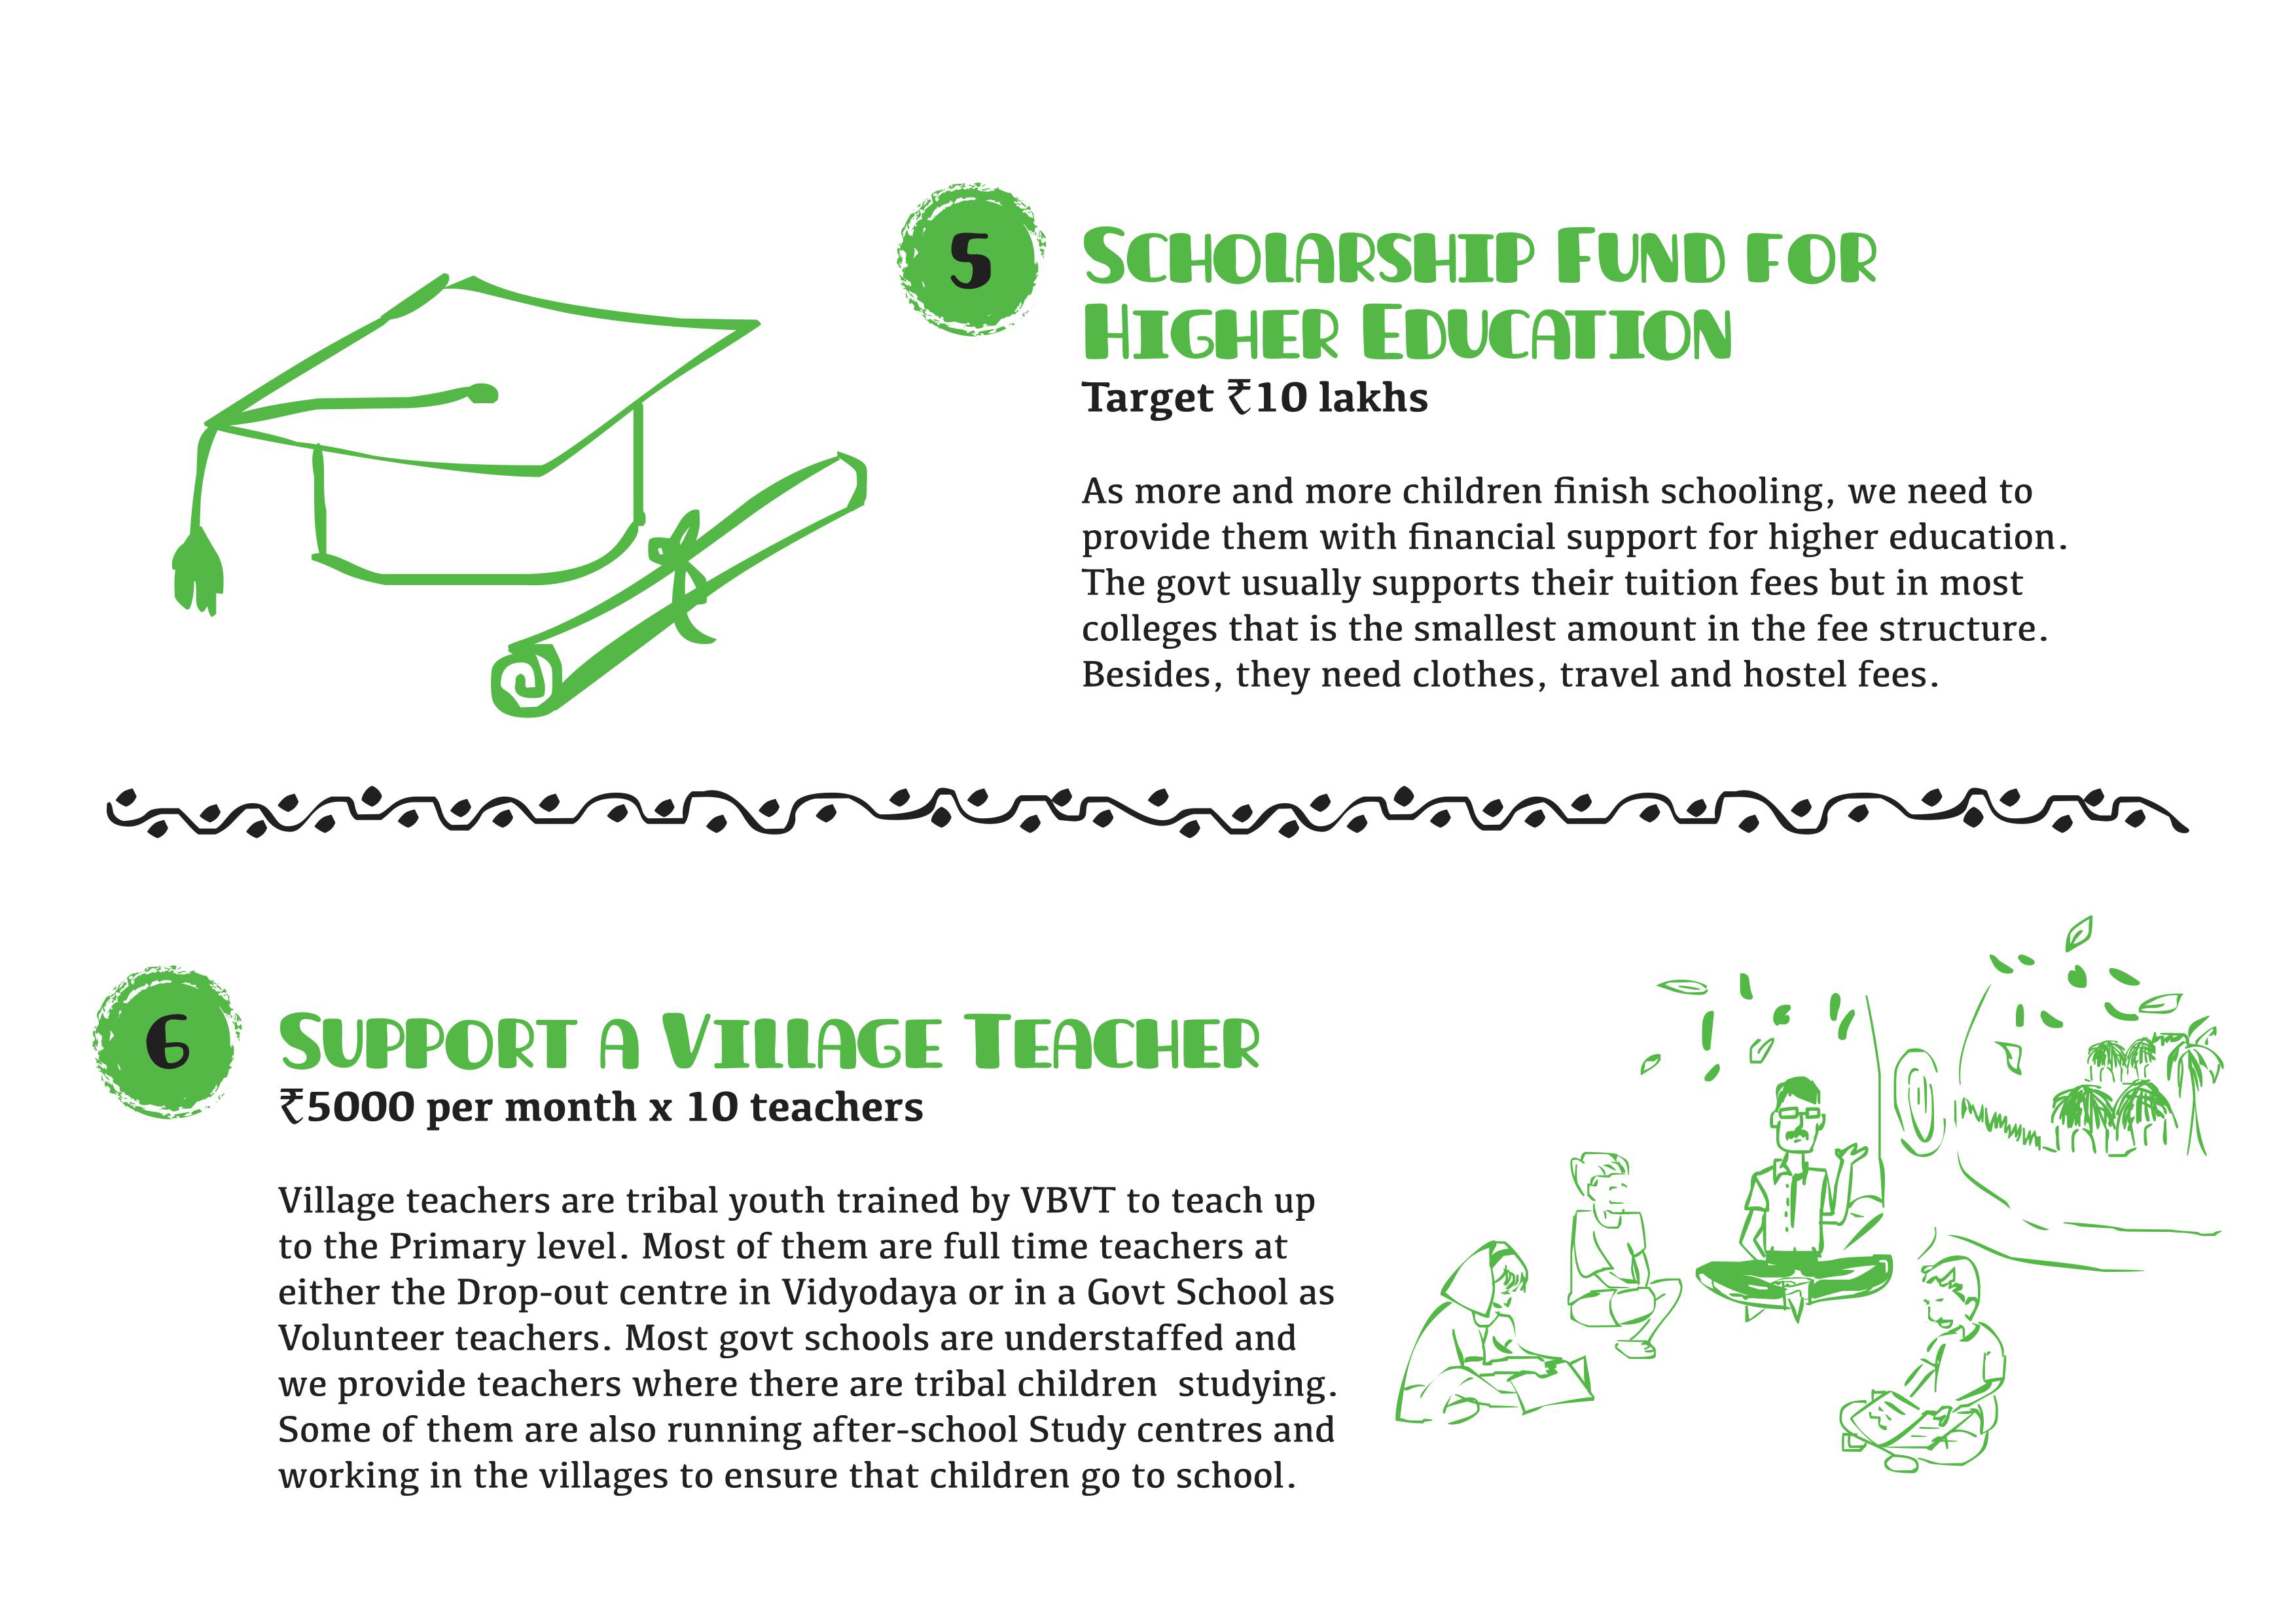 5
Scholarship Fund for
Higher Education
Target ₹10 lakhs
As more and more children finish schooling, we need to
provide them with financial support for higher education.
The govt usually supports their tuition fees but in most
colleges that is the smallest amount in the fee structure.
Besides, they need clothes, travel and hostel fees.
6
Support a Village Teacher
₹5000 per month x 10 teachers
Village teachers are tribal youth trained by VBVT to teach up
to the Primary level. Most of them are full time teachers at
either the Drop-out centre in Vidyodaya or in a Govt School as
Volunteer teachers. Most govt schools are understaffed and
we provide teachers where there are tribal children  studying.
Some of them are also running after-school Study centres and
working in the villages to ensure that children go to school.